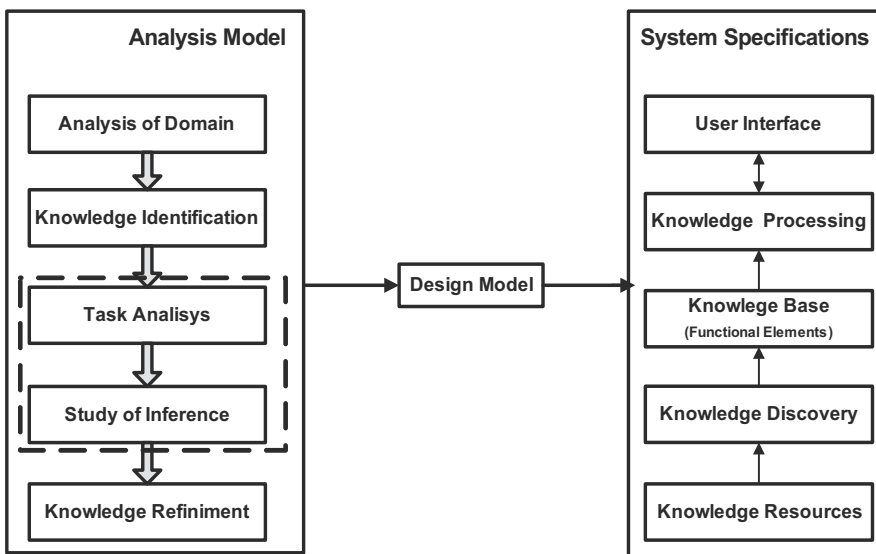 Analysis Model
Analysis of Domain
Knowledge Identification
Task Analisys
Study of Inference
Knowledge Refiniment
Design Model
System Specifications
User Interface
Knowledge Processing
Knowlege Base
(Functional Elements)
Knowledge Discovery
Knowledge Resources